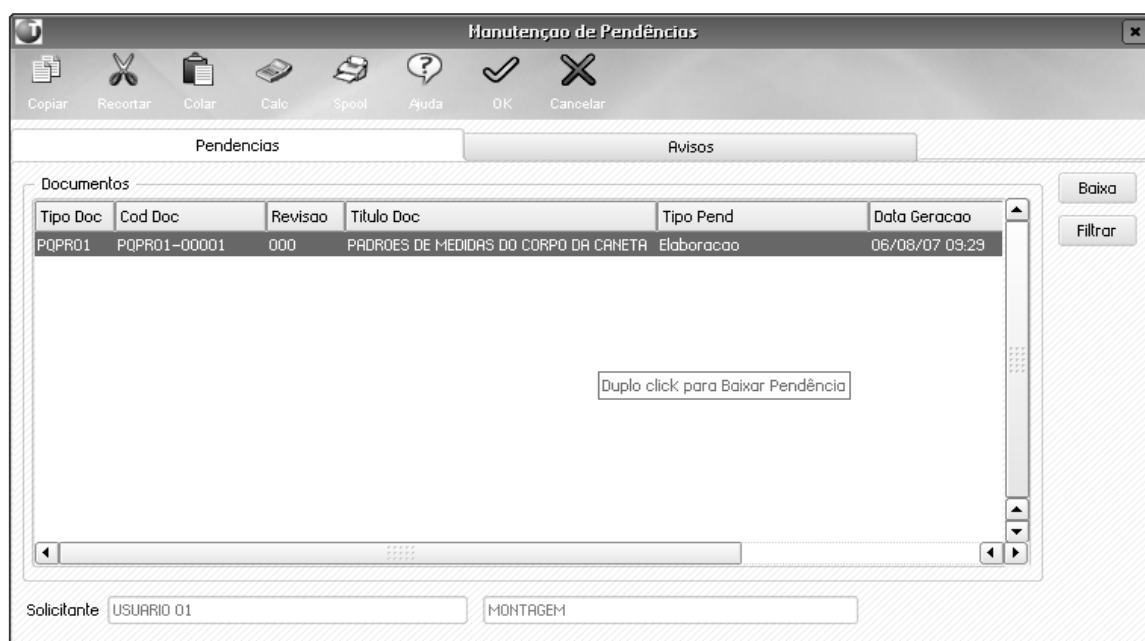 Manutençao de Pendências
Copiar Recortar Colar Calc Spool Ajuda OK Cancelar
Pendencias Avisos
Documentos
Baixa
Tipo Doc Cod Doc Revisao Titulo Doc Tipo Pend Data Geracao
Filtrar
PQPR01 PQPR01-00001 000 PADROES DE MEDIDAS DO CORPO DA CANETA Elaboracao 06/08/07 09:29
Duplo click para Baixar Pendência
Solicitante USUARIO 01 MONTAGEM